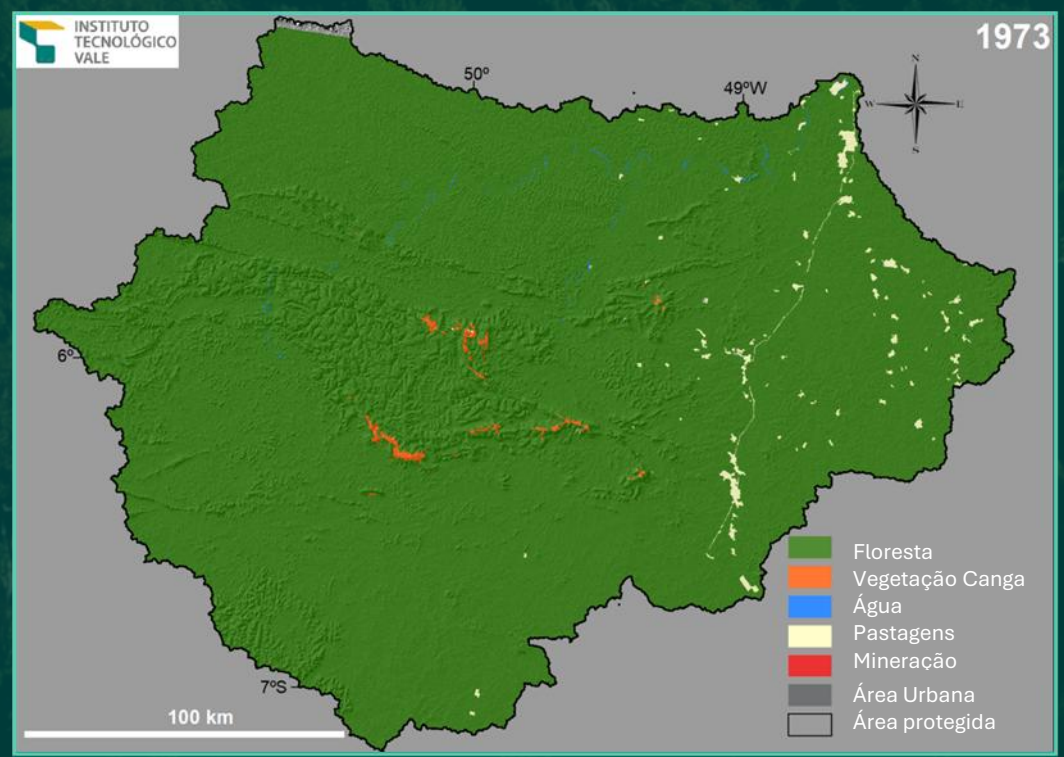 INSTITUTO
TECNOLÓGICO
VALE
1973
50º
49ºW
N
W
E
S
6º
7ºS
100 km
Floresta
Vegetação Canga
Água
Pastagens
Mineração
Área Urbana
Área protegida